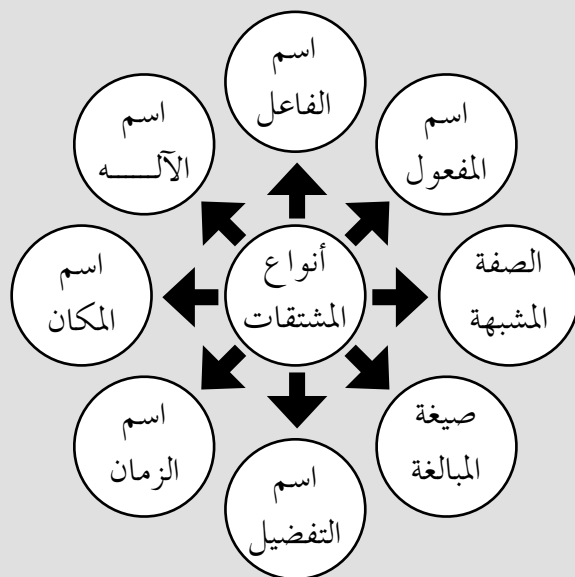 أنواع
المشتقات
اسم
الفاعل
اسم
المفعول
الصفة
المشبهة
صيغة
المبالغة
اسم
التفضيل
اسم
الزمان
اسم
المكان
اسم
الآلـــــه